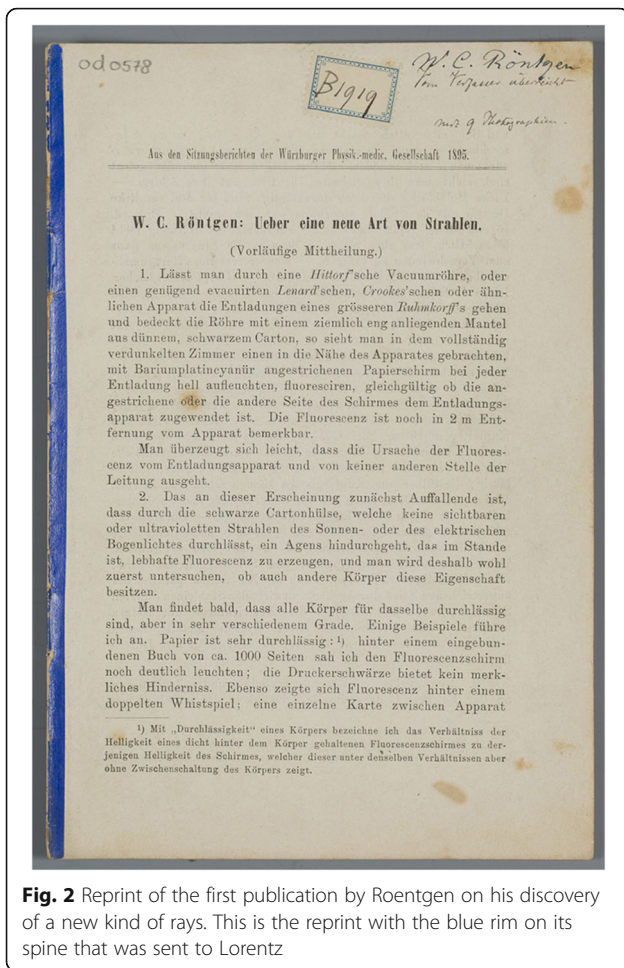 od0578
B1919
W. C. Röntgen
Vom Verfasser überreicht
mit 9 Photographien.
Aus den Sitzungsberichten der Würzburger Physik.-medic. Gesellschaft 1895.
W. C. Röntgen: Ueber eine neue Art von Strahlen.
(Vorläufige Mittheilung.)
1. Lässt man durch eine Hittorf'sche Vacuumröhre, oder
einen genügend evacuirten Lenard'schen, Crookes'schen oder ähn-
lichen Apparat die Entladungen eines grösseren Ruhmkorff's gehen
und bedeckt die Röhre mit einem ziemlich eng anliegenden Mantel
aus dünnem, schwarzem Carton, so sieht man in dem vollständig
verdunkelten Zimmer einen in die Nähe des Apparates gebrachten,
mit Bariumplatincyanür angestrichenen Papierschirm bei jeder
Entladung hell aufleuchten, fluoresciren, gleichgültig ob die an-
gestrichene oder die andere Seite des Schirmes dem Entladungs-
apparat zugewendet ist. Die Fluorescenz ist noch in 2 m Ent-
fernung vom Apparat bemerkbar.
Man überzeugt sich leicht, dass die Ursache der Fluores-
cenz vom Entladungsapparat und von keiner anderen Stelle der
Leitung ausgeht.
2. Das an dieser Erscheinung zunächst Auffallende ist,
dass durch die schwarze Cartonhülse, welche keine sichtbaren
oder ultravioletten Strahlen des Sonnen- oder des elektrischen
Bogenlichtes durchlässt, ein Agens hindurchgeht, das im Stande
ist, lebhafte Fluorescenz zu erzeugen, und man wird deshalb wohl
zuerst untersuchen, ob auch andere Körper diese Eigenschaft
besitzen.
Man findet bald, dass alle Körper für dasselbe durchlässig
sind, aber in sehr verschiedenem Grade. Einige Beispiele führe
ich an. Papier ist sehr durchlässig: ¹) hinter einem eingebun-
denen Buch von ca. 1000 Seiten sah ich den Fluorescenzschirm
noch deutlich leuchten; die Druckerschwärze bietet kein merk-
liches Hinderniss. Ebenso zeigte sich Fluorescenz hinter einem
doppelten Whistspiel; eine einzelne Karte zwischen Apparat
¹) Mit „Durchlässigkeit" eines Körpers bezeichne ich das Verhältniss der
Helligkeit eines dicht hinter dem Körper gehaltenen Fluorescenzschirmes zu der-
jenigen Helligkeit des Schirmes, welcher dieser unter denselben Verhältnissen aber
ohne Zwischenschaltung des Körpers zeigt.
Fig. 2 Reprint of the first publication by Roentgen on his discovery
of a new kind of rays. This is the reprint with the blue rim on its
spine that was sent to Lorentz